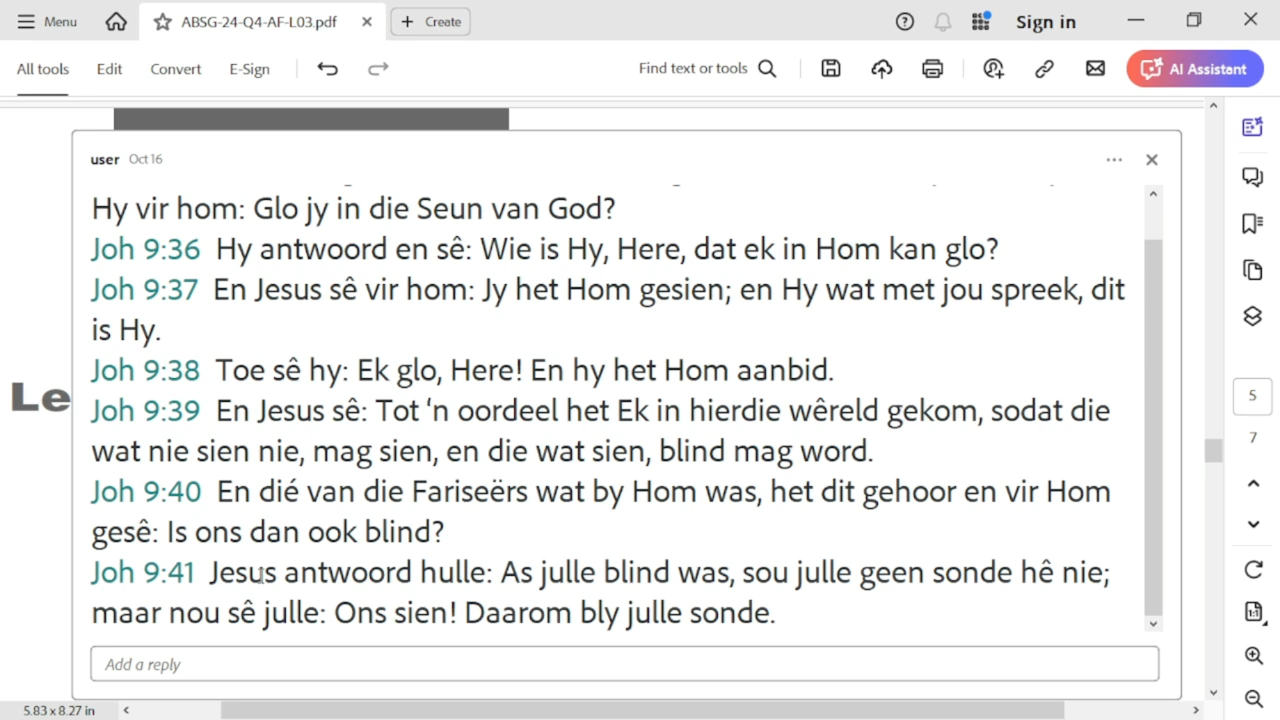 Menu
ABSG-24-Q4-AF-L03.pdf
Create
Sign in
All tools
Edit
Convert
E-Sign
Find text or tools
AI Assistant
user Oct 16
Hy vir hom: Glo jy in die Seun van God?
Joh 9:36 Hy antwoord en sê: Wie is Hy, Here, dat ek in Hom kan glo?
Joh 9:37 En Jesus sê vir hom: Jy het Hom gesien; en Hy wat met jou spreek, dit
is Hy.
Joh 9:38 Toe sê hy: Ek glo, Here! En hy het Hom aanbid.
Joh 9:39 En Jesus sê: Tot ‘n oordeel het Ek in hierdie wêreld gekom, sodat die
wat nie sien nie, mag sien, en die wat sien, blind mag word.
Joh 9:40 En dié van die Fariseërs wat by Hom was, het dit gehoor en vir Hom
gesê: Is ons dan ook blind?
Joh 9:41 Jesus antwoord hulle: As julle blind was, sou julle geen sonde hê nie;
maar nou sê julle: Ons sien! Daarom bly julle sonde.
Add a reply
Le
5
7
1:1
5.83 x 8.27 in